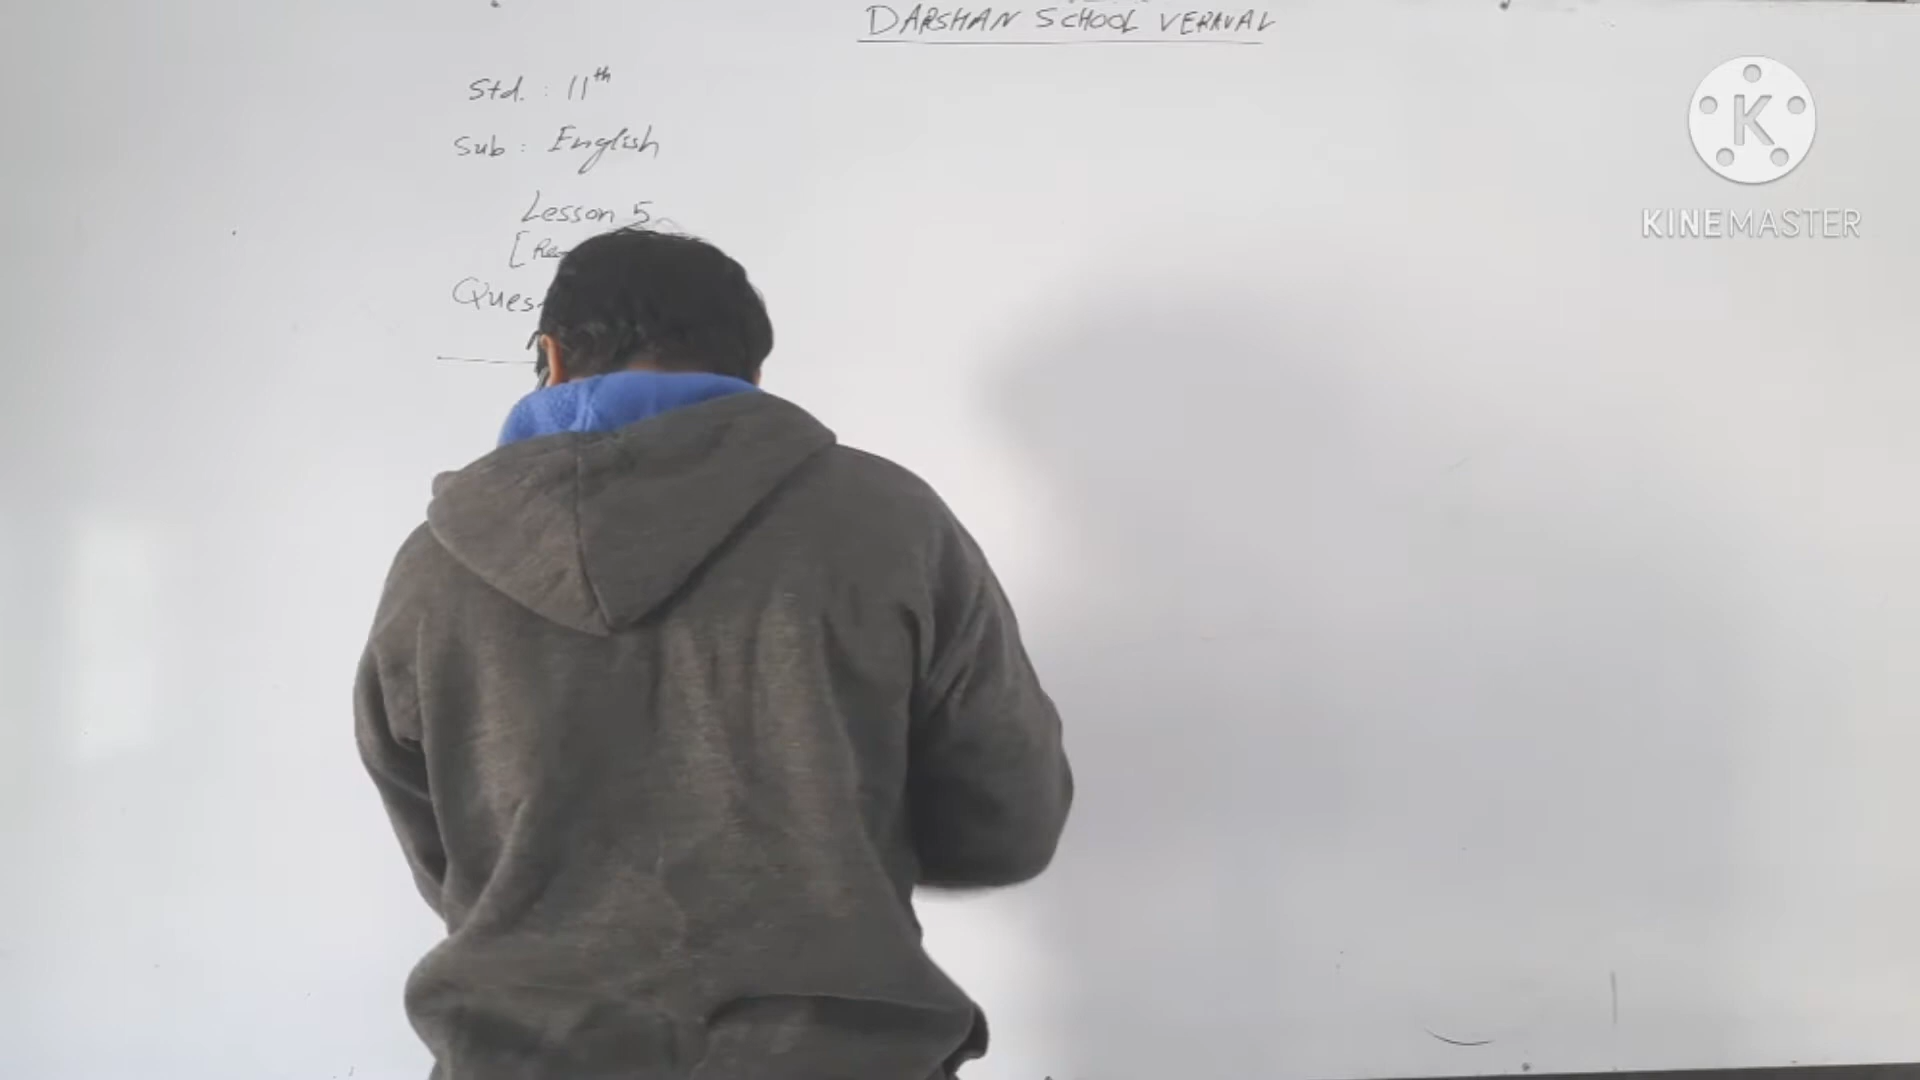 DARSHAN SCHOOL VERAVAL
Std. : 11th
Sub : English
Lesson 5
KINEMASTER